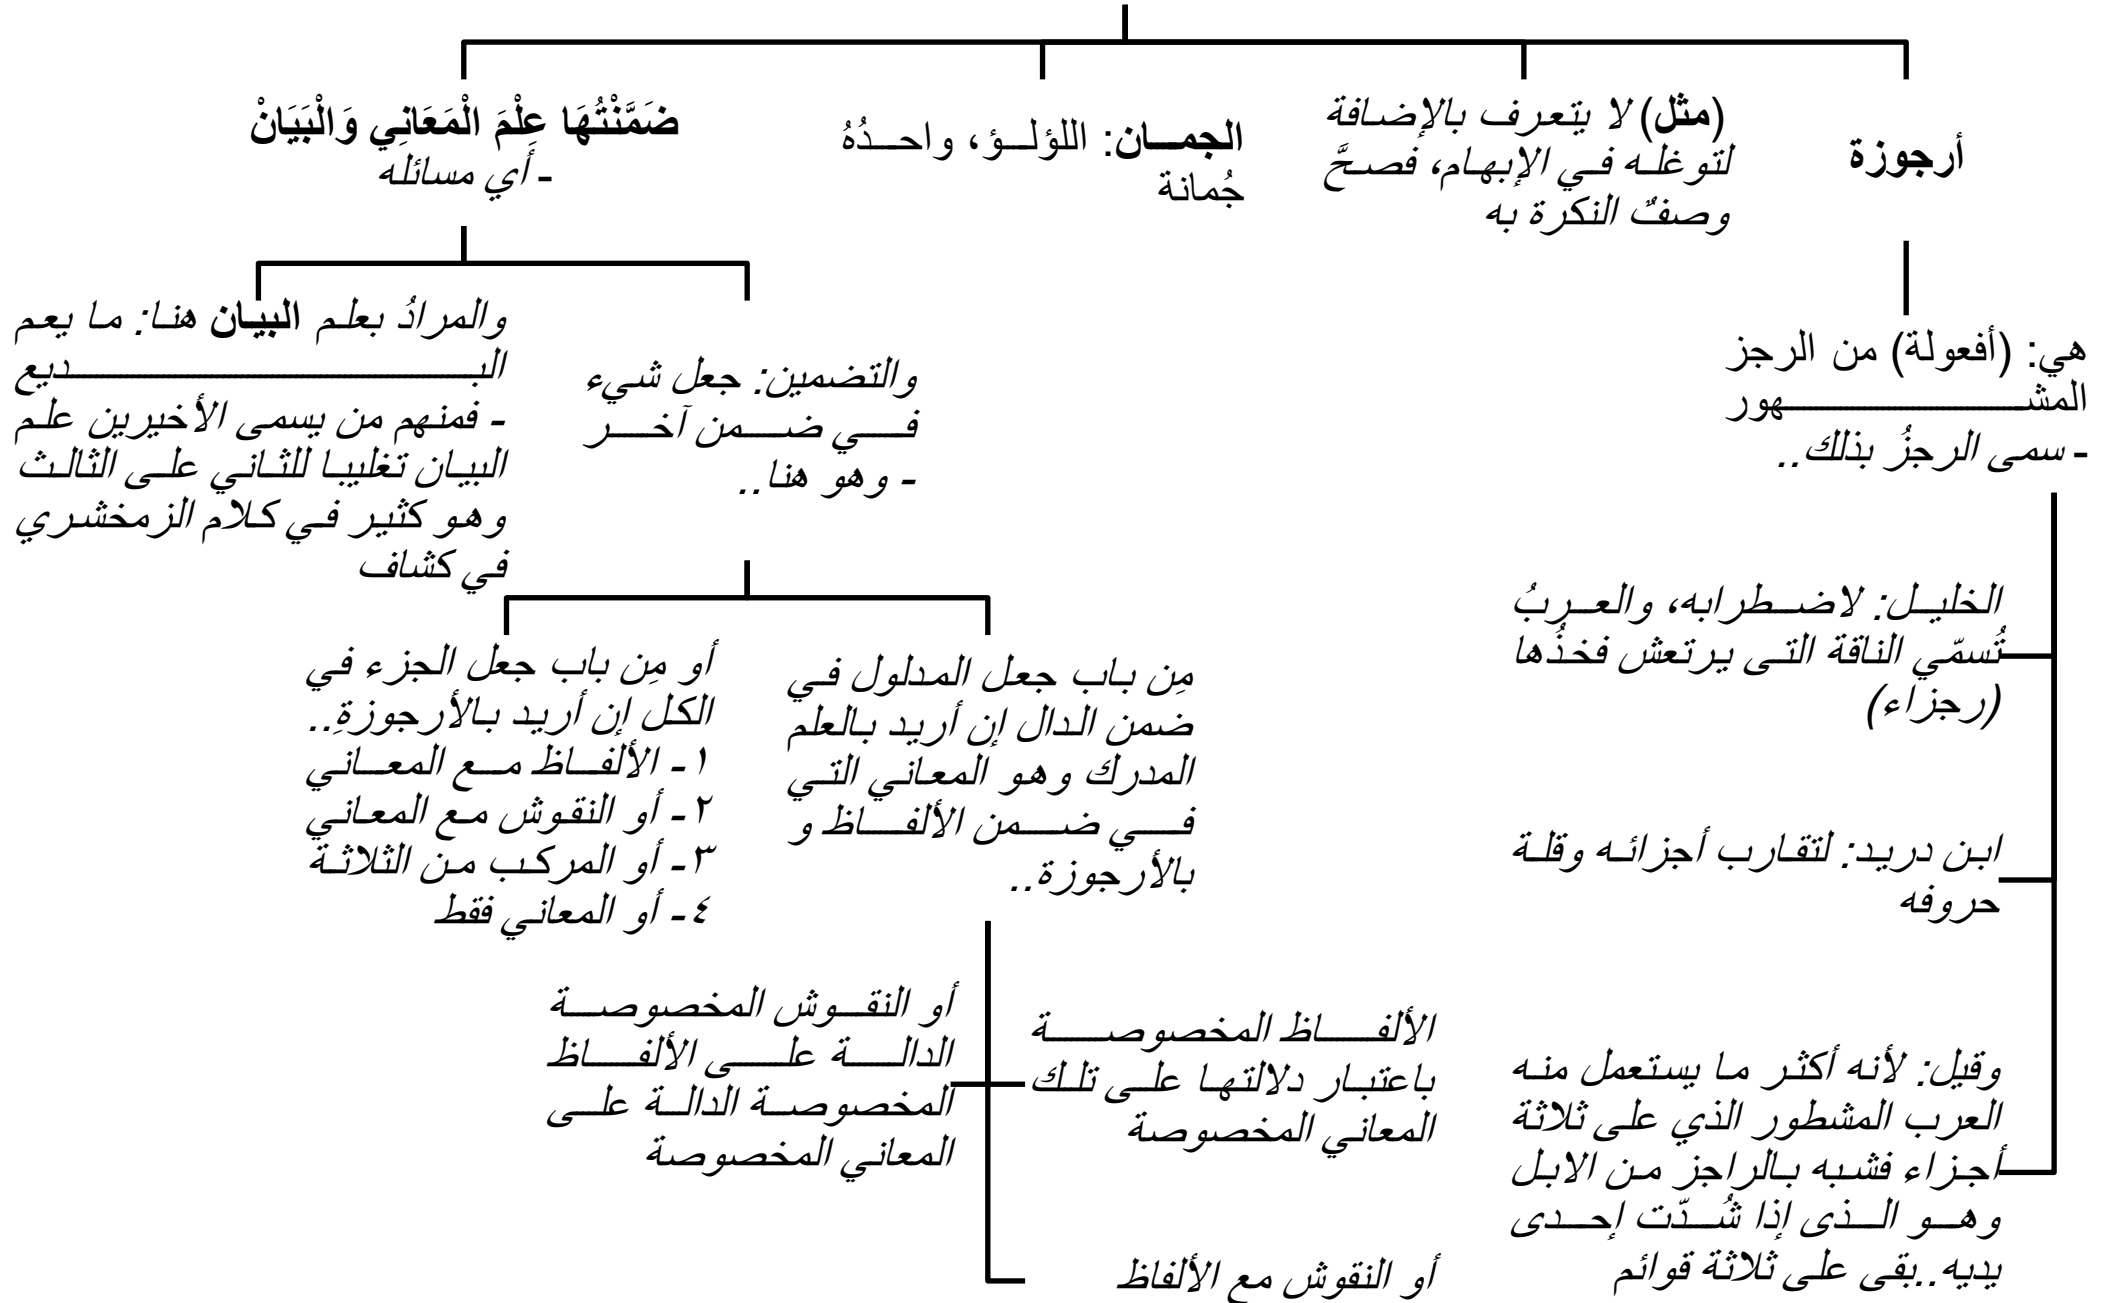 أرجوزة
(مثل) لا يتعرف بالإضافة
لتوغله في الإبهام، فصحَّ
وصفٌ النكرة به
الجمان: اللؤلؤ، واحدُهُ
جُمانة
ضَمَّنْتُهَا عِلْمَ الْمَعَانِي وَالْبَيَانْ
- أي مسائله
هي: (أفعولة) من الرجز
المشهور
- سمى الرجزُ بذلك..
الخليل: لاضطرابه، والعربُ
تُسمّي الناقة التى يرتعش فخذُها
(رجزاء)
ابن دريد: لتقارب أجزائه وقلة
حروفه
وقيل: لأنه أكثر ما يستعمل منه
العرب المشطور الذي على ثلاثة
أجزاء فشبه بالراجز من الابل
وهو الذى إذا شُدّت إحدى
يديه..بقى على ثلاثة قوائم
والتضمين: جعل شيء
في ضمن آخر
- وهو هنا..
والمرادُ بعلم البيان هنا: ما يعم
البديع
- فمنهم من يسمى الأخيرين علم
البيان تغليبا للثاني على الثالث
وهو كثير في كلام الزمخشري
في كشاف
مِن باب جعل المدلول في
ضمن الدال إن أريد بالعلم
المدرك وهو المعاني التي
في ضمن الألفاظ و
بالأرجوزة..
أو مِن باب جعل الجزء في
الكل إن أريد بالأرجوزةِ..
١- الألفاظ مع المعاني
٢- أو النقوش مع المعاني
٣- أو المركب من الثلاثة
٤- أو المعاني فقط
الألفاظ المخصوصة
باعتبار دلالتها على تلك
المعاني المخصوصة
أو النقوش المخصوصة
الدالة على الألفاظ
المخصوصة الدالة على
المعاني المخصوصة
أو النقوش مع الألفاظ